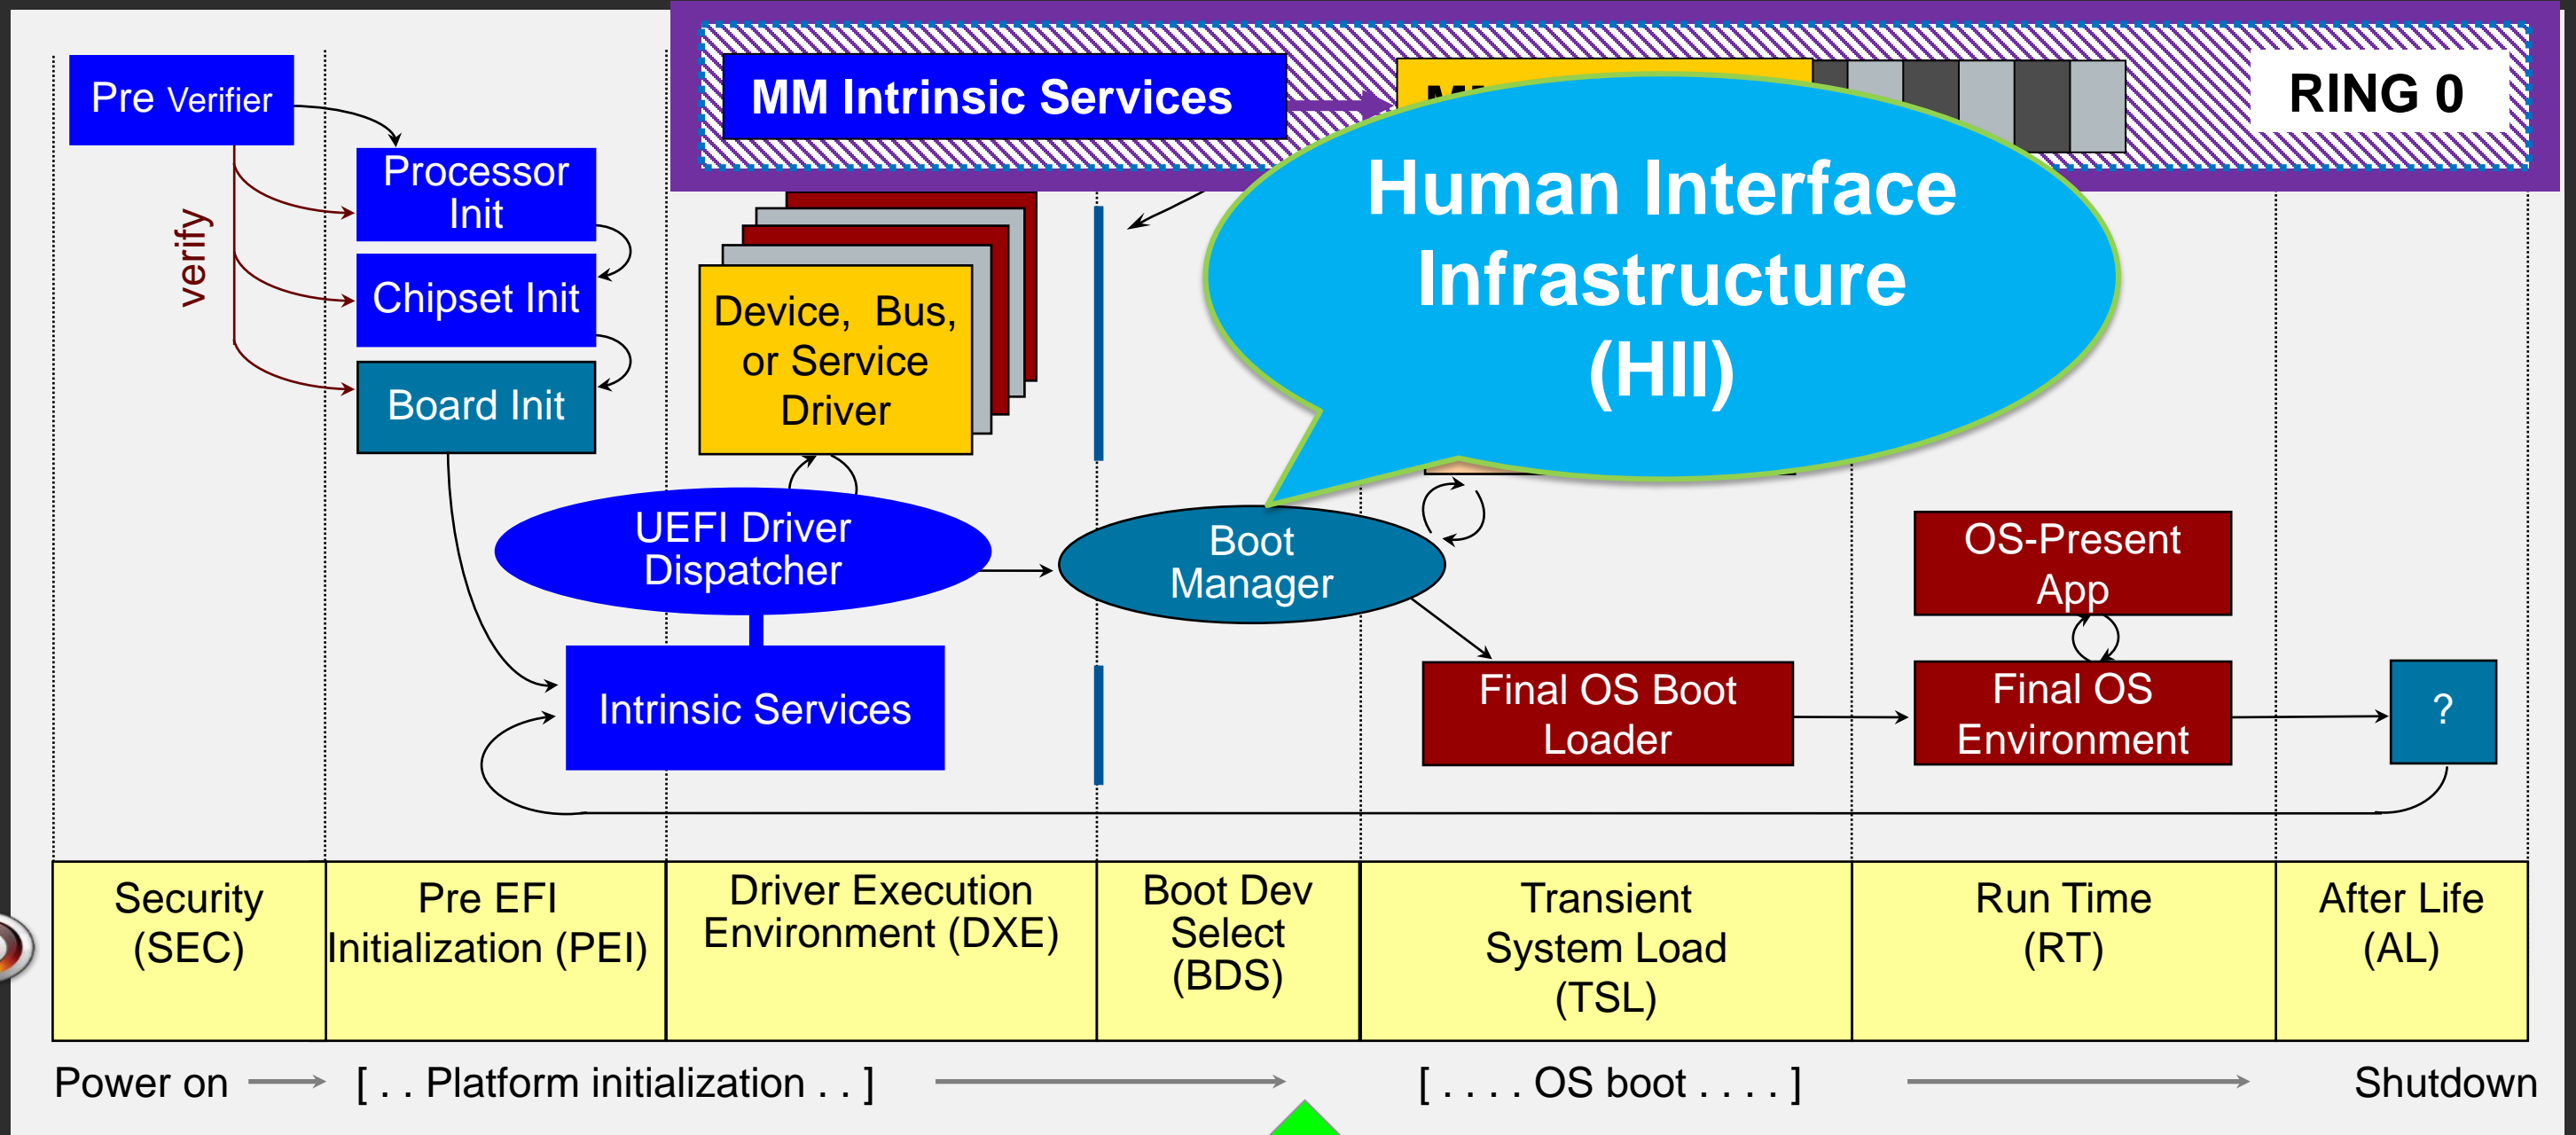 Pre Verifier
verify
Processor
Init
Chipset Init
Board Init
MM Intrinsic Services
RING 0
Human Interface
Infrastructure
(HII)
Device, Bus,
or Service
Driver
UEFI Driver
Dispatcher
Intrinsic Services
Boot
Manager
Final OS Boot
Loader
OS-Present
App
Final OS
Environment
?
Security
(SEC)
Pre EFI
Initialization (PEI)
Driver Execution
Environment (DXE)
Boot Dev
Select
(BDS)
Transient
System Load
(TSL)
Run Time
(RT)
After Life
(AL)
Power on
[ . . Platform initialization . . ]
[ . . . . OS boot . . . . ]
Shutdown